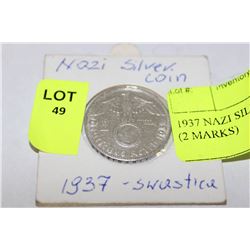 Nazi Silver
coin
LOT
49
1937 NAZI SIL
(2 MARKS)
1937 - swastica